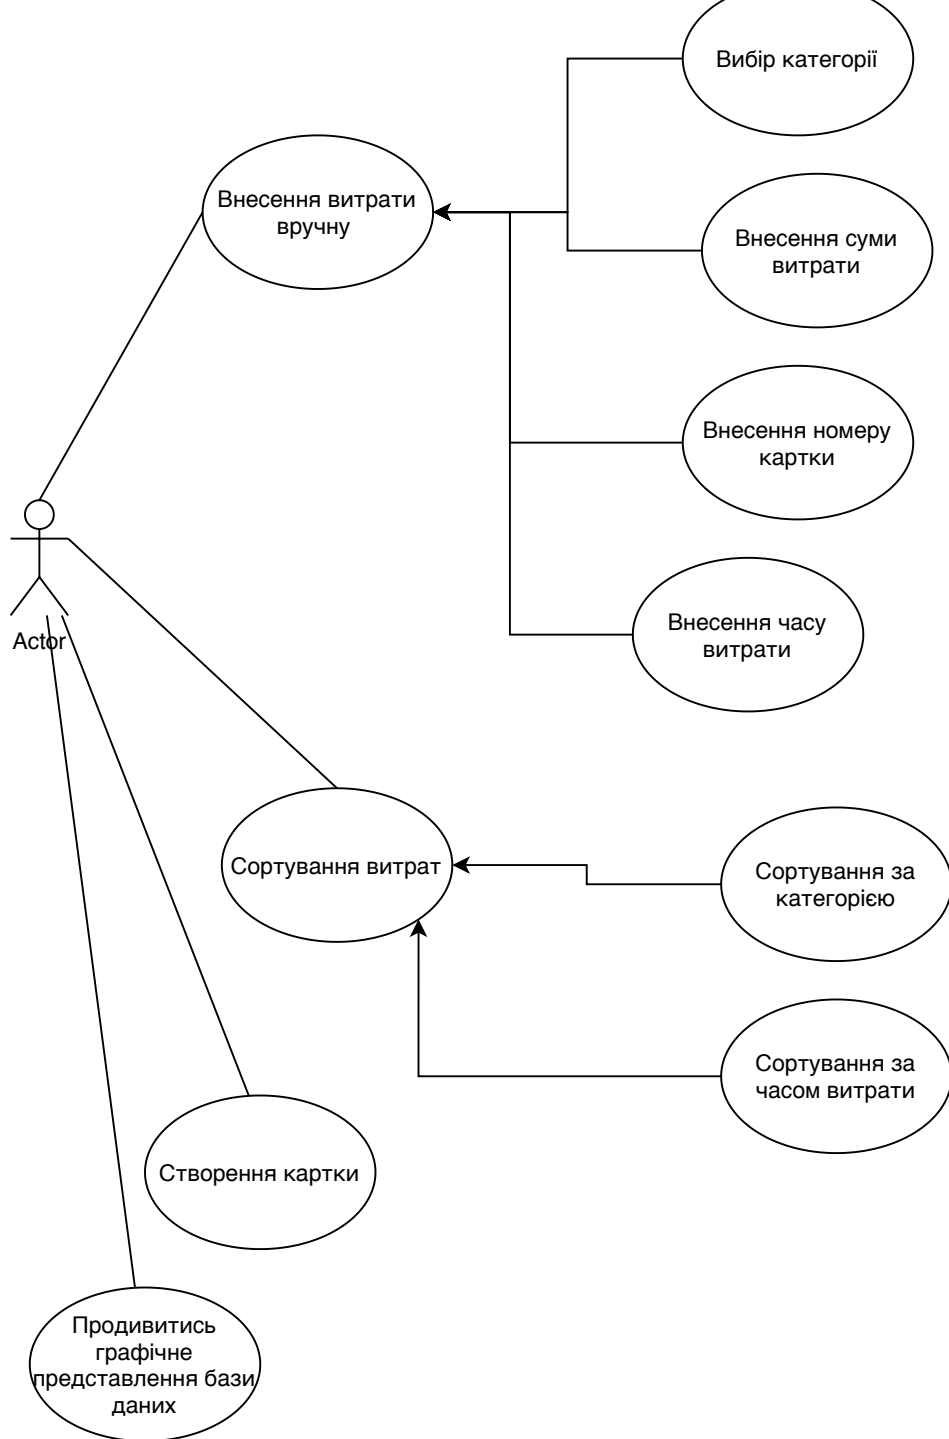 Вибір категорії
Внесення витрати
вручну
Внесення суми
витрати
Внесення номеру
картки
Внесення часу
витрати
Actor
Сортування витрат
Сортування за
категорією
Сортування за
часом витрати
Створення картки
Продивитись
графічне
представлення бази
даних